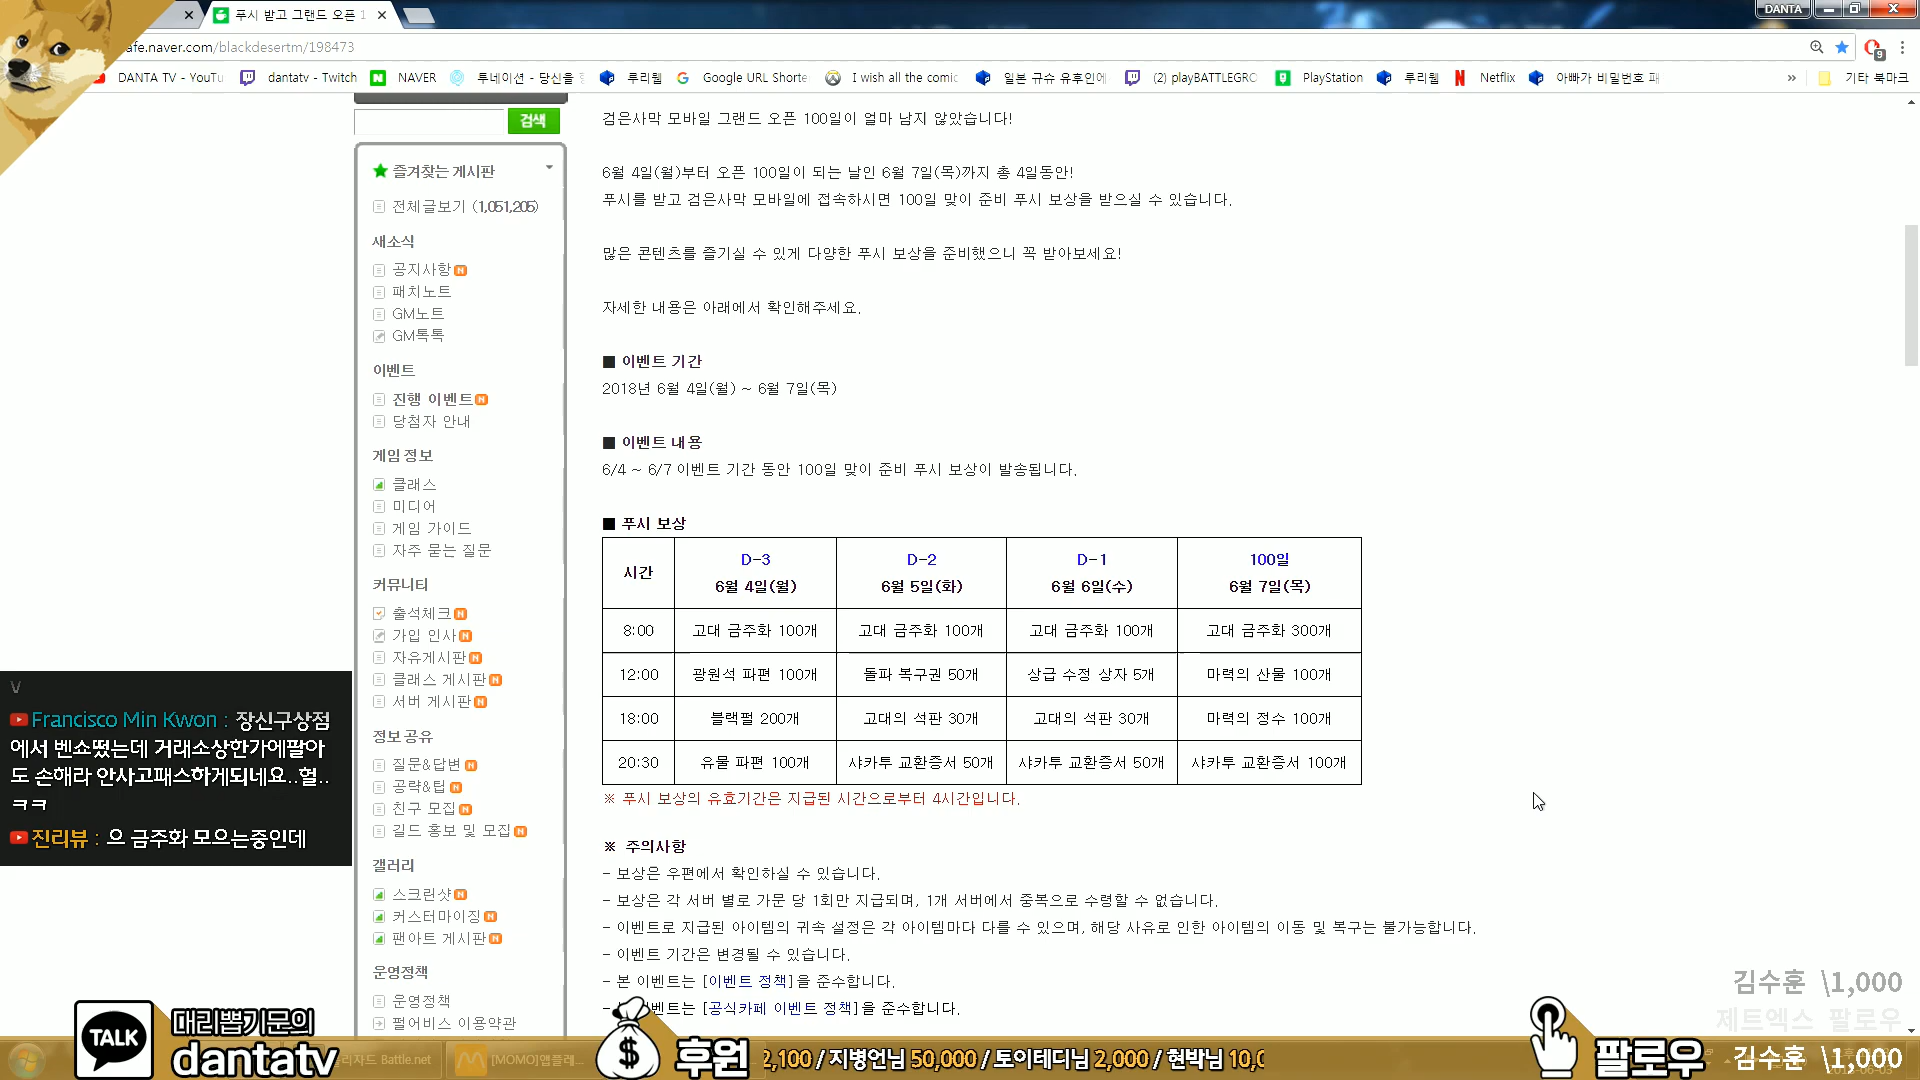 푸시 받고 그랜드 오픈 1
DANTA
afe.naver.com/blackdesertm/198473
DANTA TV - YouTu
dantatv - Twitch
NAVER
투네이션 - 당신을
루리웹
Google URL Shorte
I wish all the comic
일본 규슈 유후인에
(2) playBATTLEGRO
PlayStation
루리웹
Netflix
아빠가 비밀번호 패
»
기타 북마크
검색
즐겨찾는 게시판
전체글보기 (1,051,205)
새소식
공지사항 N
패치노트
GM노트
GM톡톡
이벤트
진행 이벤트 N
당첨자 안내
게임 정보
클래스
미디어
게임 가이드
자주 묻는 질문
커뮤니티
출석체크 N
가입 인사 N
자유게시판 N
클래스 게시판 N
서버 게시판 N
정보 공유
질문&답변 N
공략&팁 N
친구 모집 N
길드 홍보 및 모집 N
갤러리
스크린샷 N
커스터마이징 N
팬아트 게시판 N
운영정책
운영정책
펄어비스 이용약관
검은사막 모바일 그랜드 오픈 100일이 얼마 남지 않았습니다!
6월 4일(월)부터 오픈 100일이 되는 날인 6월 7일(목)까지 총 4일동안!
푸시를 받고 검은사막 모바일에 접속하시면 100일 맞이 준비 푸시 보상을 받으실 수 있습니다.
많은 콘텐츠를 즐기실 수 있게 다양한 푸시 보상을 준비했으니 꼭 받아보세요!
자세한 내용은 아래에서 확인해주세요.
■ 이벤트 기간
2018년 6월 4일(월) ~ 6월 7일(목)
■ 이벤트 내용
6/4 ~ 6/7 이벤트 기간 동안 100일 맞이 준비 푸시 보상이 발송됩니다.
■ 푸시 보상
시간 D-3 6월 4일(월) D-2 6월 5일(화) D-1 6월 6일(수) 100일 6월 7일(목)
8:00 고대 금주화 100개 고대 금주화 100개 고대 금주화 100개 고대 금주화 300개
12:00 광원석 파편 100개 돌파 복구권 50개 상급 수정 상자 5개 마력의 산물 100개
18:00 블랙펄 200개 고대의 석판 30개 고대의 석판 30개 마력의 정수 100개
20:30 유물 파편 100개 샤카투 교환증서 50개 샤카투 교환증서 50개 샤카투 교환증서 100개
※ 푸시 보상의 유효기간은 지급된 시간으로부터 4시간입니다.
※ 주의사항
- 보상은 우편에서 확인하실 수 있습니다.
- 보상은 각 서버 별로 가문 당 1회만 지급되며, 1개 서버에서 중복으로 수령할 수 없습니다.
- 이벤트로 지급된 아이템의 귀속 설정은 각 아이템마다 다를 수 있으며, 해당 사유로 인한 아이템의 이동 및 복구는 불가능합니다.
- 이벤트 기간은 변경될 수 있습니다.
- 본 이벤트는 [이벤트 정책]을 준수합니다.
벤트는 [공식카페 이벤트 정책]을 준수합니다.
V
Francisco Min Kwon : 장신구상점
에서 벤쇼떴는데 거래소상한가에팔아
도 손해라 안사고패스하게되네요..헐..
ㅋㅋ
진리뷰 : 으 금주화 모으는중인데
김수훈 \1,000
제트엑스 팔로우
TALK
대리뽑기문의
dantatv
리자드 Battle.net
[MOMO]앱플레...
$
후원
2,100 / 지병언님 50,000 / 토이테디님 2,000 / 현박님 10,0
팔로우
김수훈 \1,000